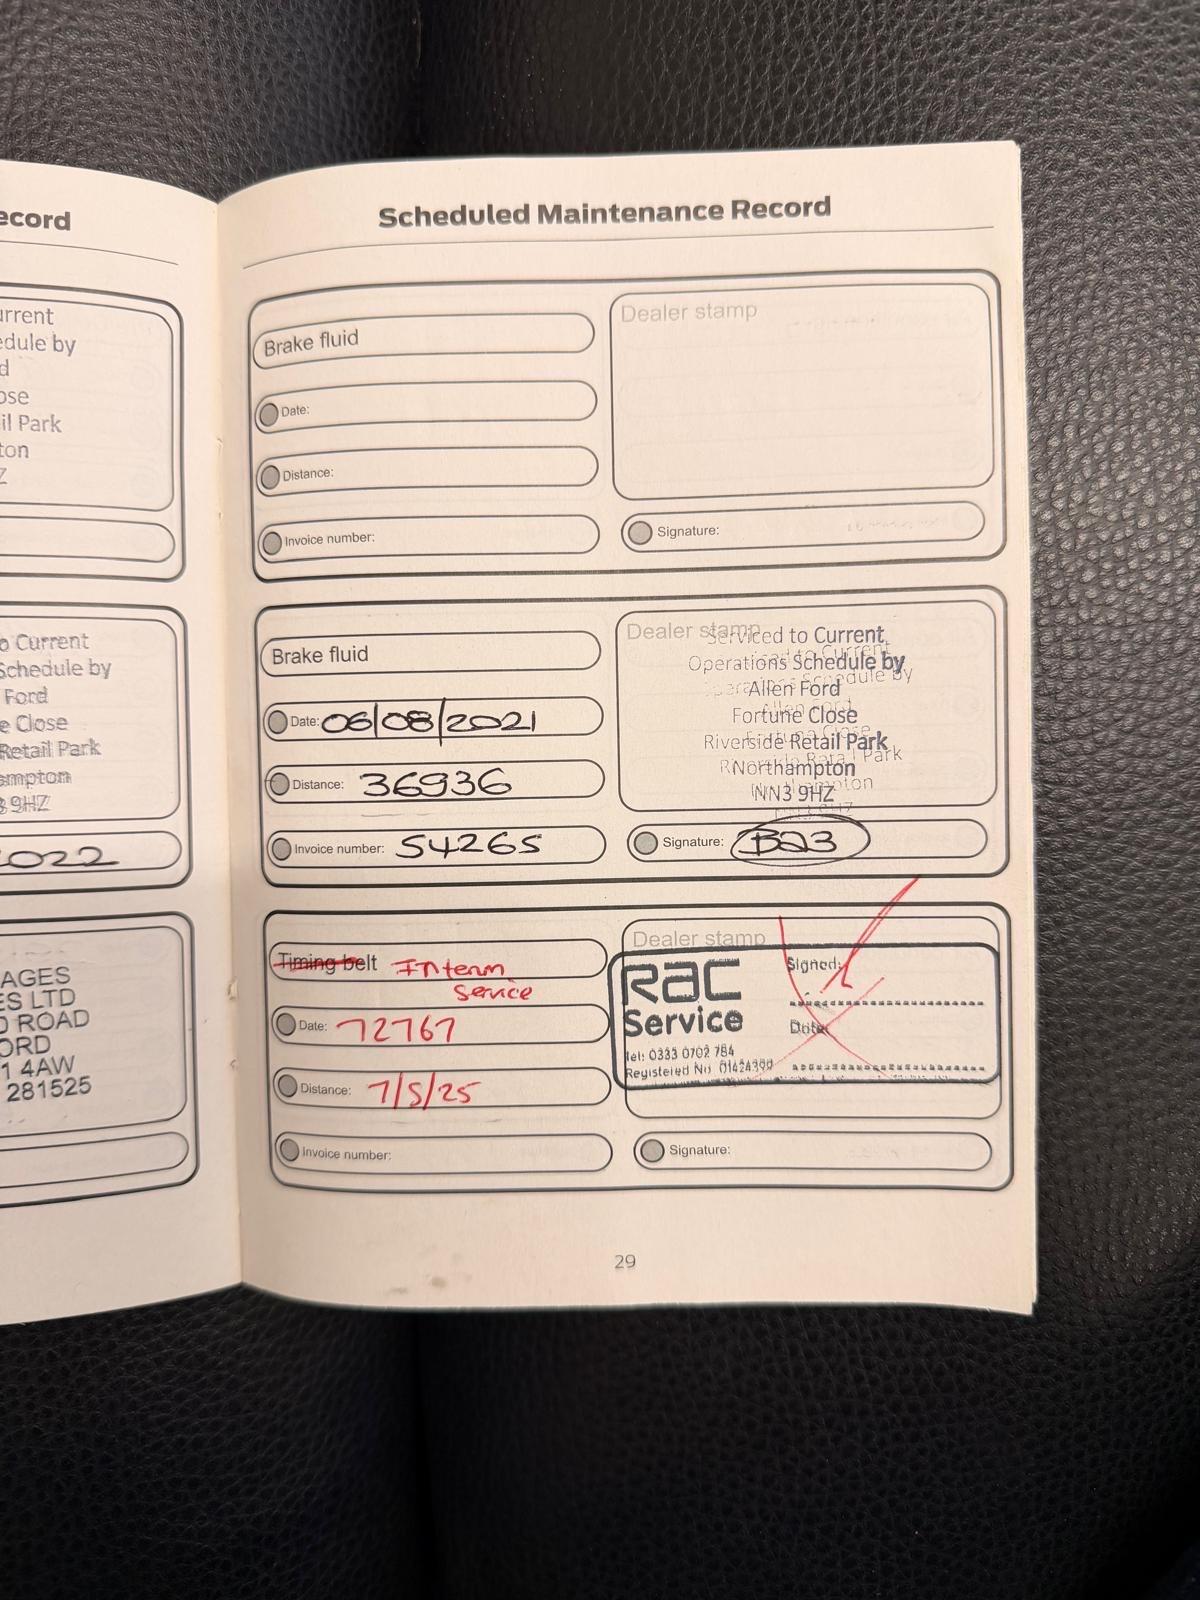 ecord
urrent
edule by
d
ose
il Park
ton
Z
o Current
Schedule by
Ford
e Close
Retail Park
ampton
3 9HZ
2022
AGES
ES LTD
D ROAD
ORD
1 4AW
281525
Scheduled Maintenance Record
Brake fluid
Date:
Distance:
Invoice number:
Dealer stamp
Signature:
Brake fluid
Date: 06/08/2021
Distance: 36936
Invoice number: 54265
Dealer stamp
Serviced to Current
Operations Schedule by
Allen Ford
Fortune Close
Riverside Retail Park
Northampton
NN3 9HZ
Signature: B23
Timing belt Interm
Service
Date: 72767
Distance: 7/5/25
Invoice number:
Dealer stamp
RAC
Service
Tel: 0333 0702 784
Registered No 01424399
Signed:
Date:
Signature:
29